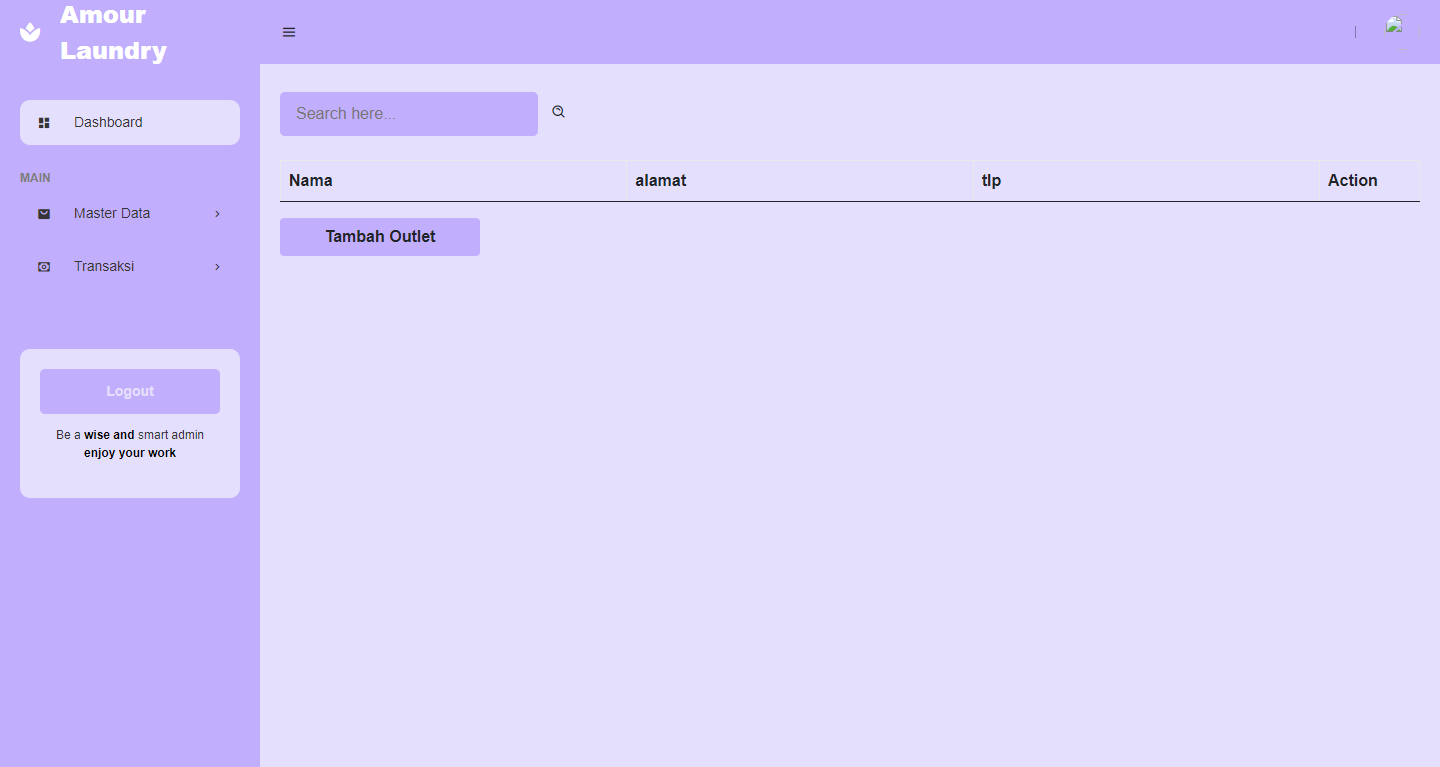 Amour
Laundry
Search here...
Dashboard
Nama alamat tlp Action
MAIN
Master Data
Tambah Outlet
Transaksi
Logout
Be a wise and smart admin
enjoy your work